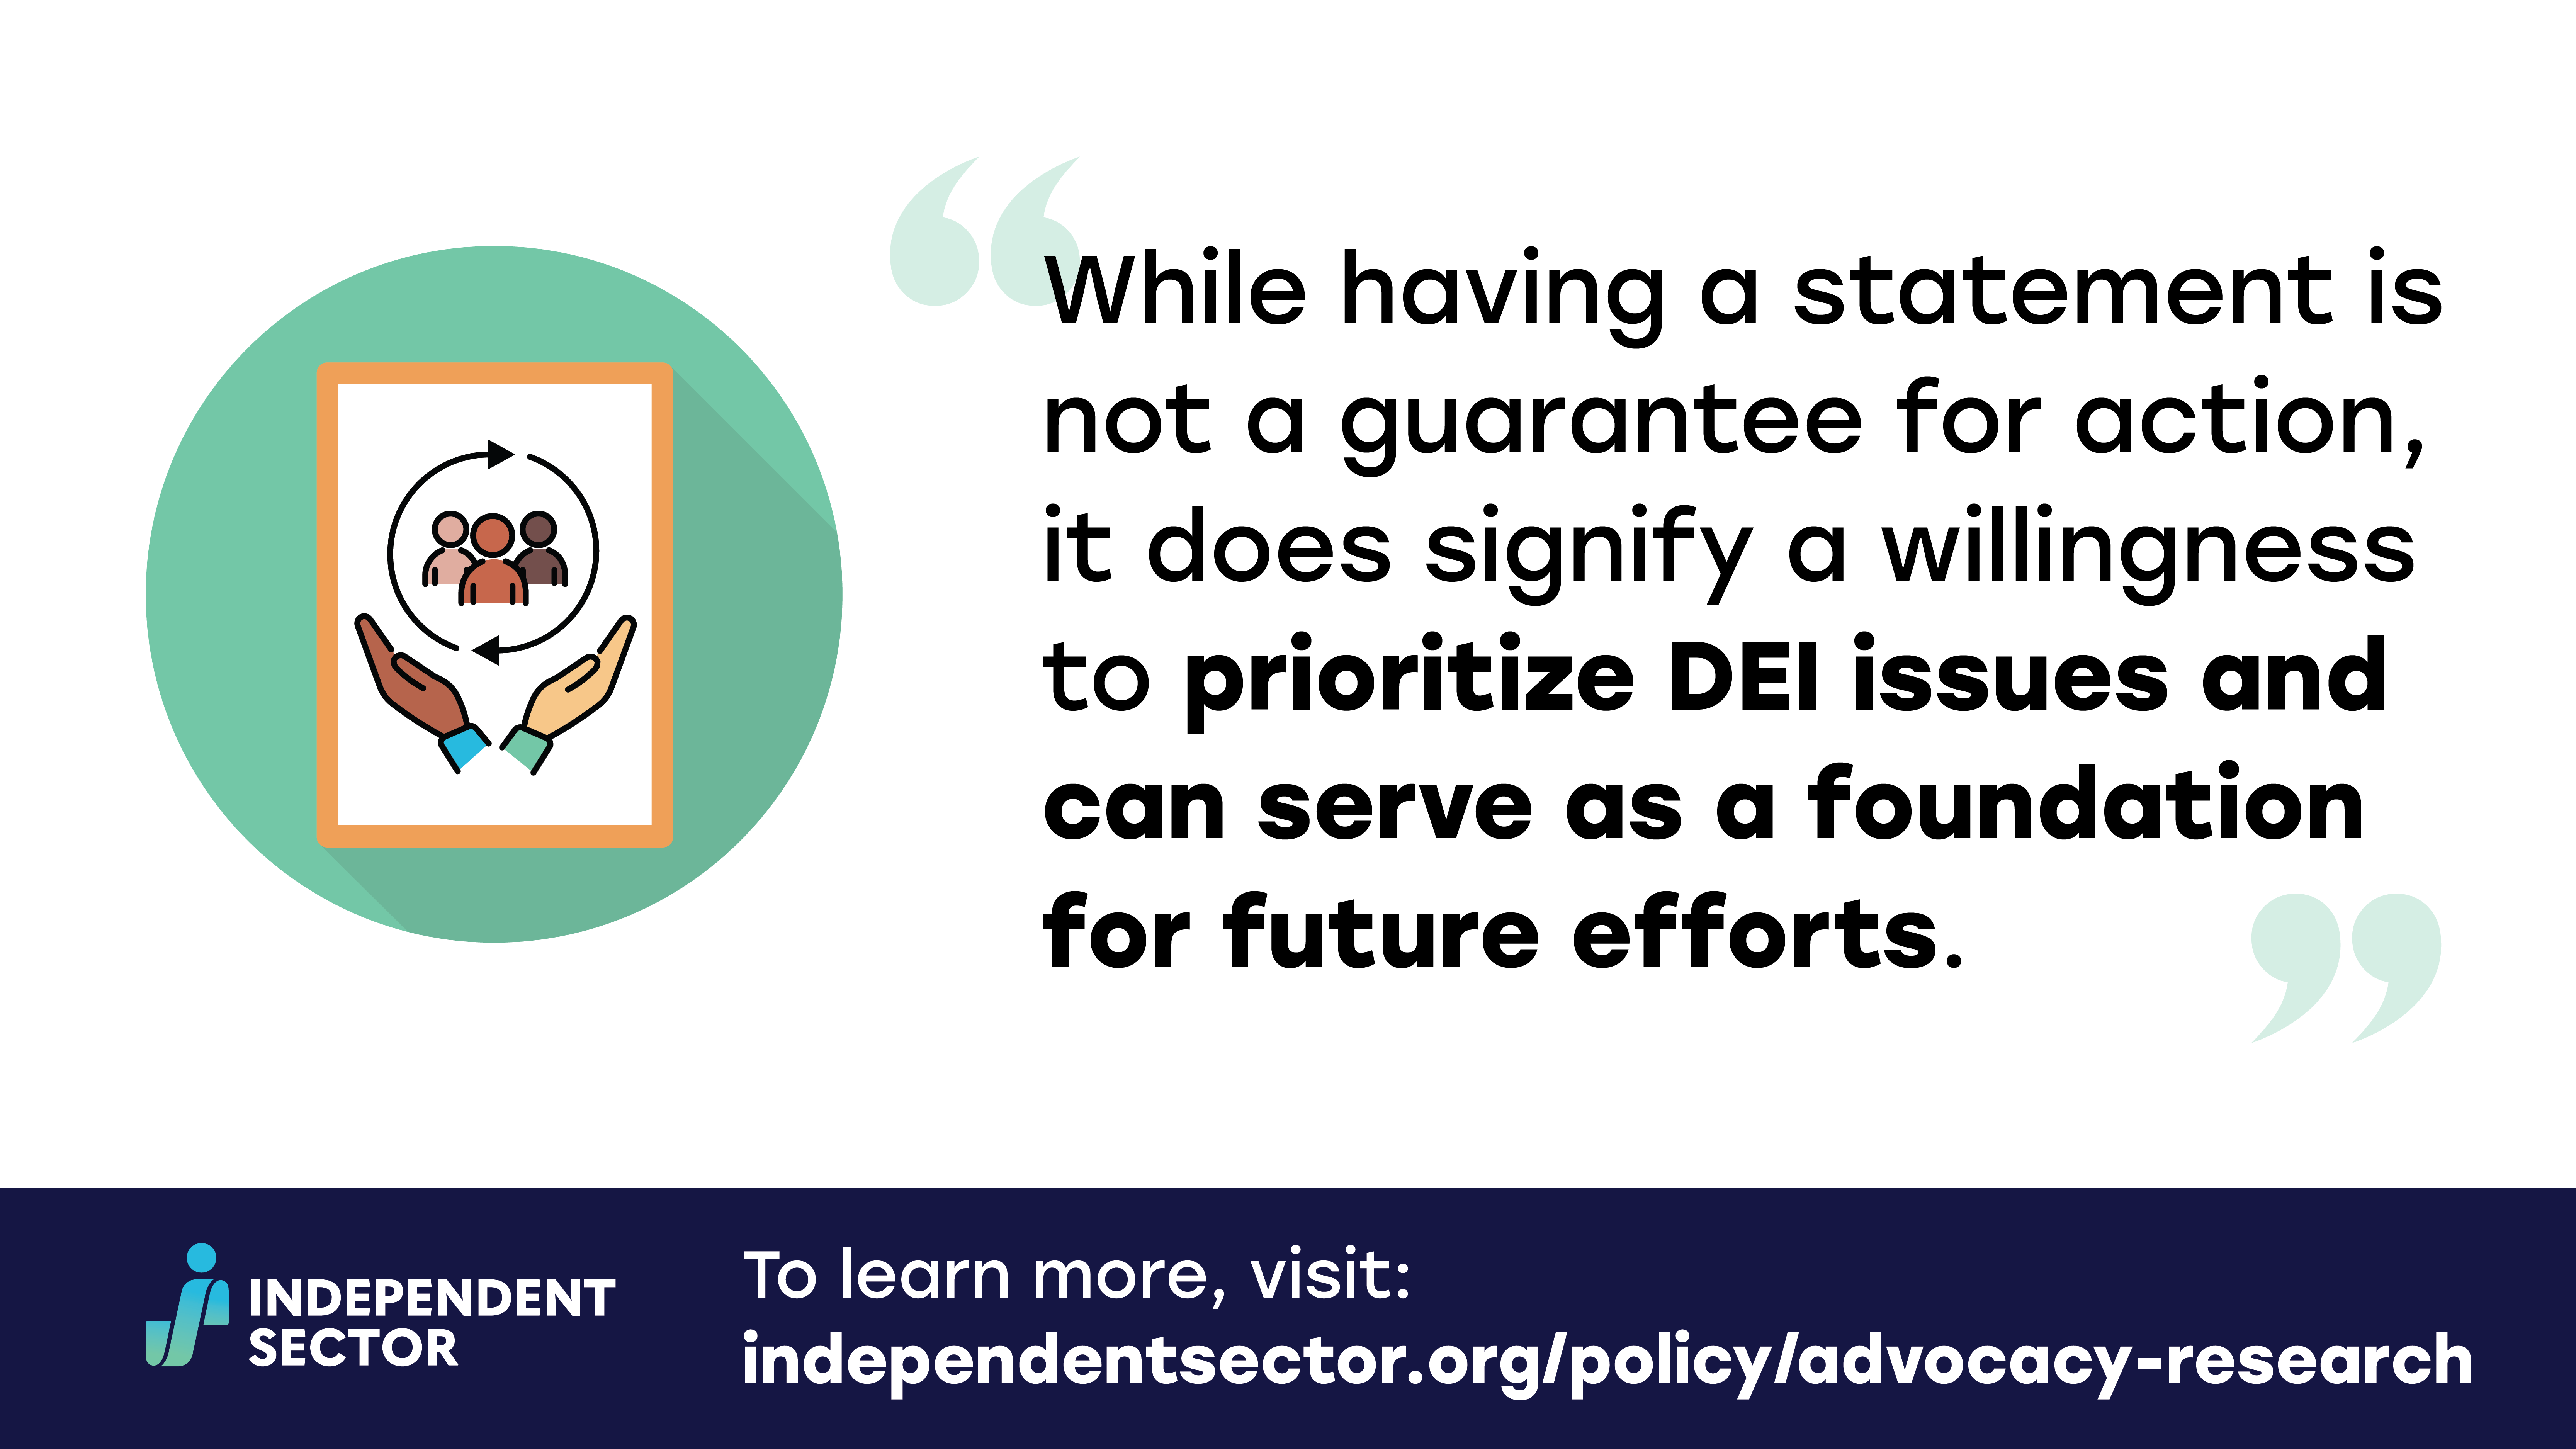 While having a statement is
not a guarantee for action,
it does signify a willingness
to prioritize DEI issues and
can serve as a foundation
for future efforts.
INDEPENDENT
SECTOR
To learn more, visit:
independentsector.org/policy/advocacy-research